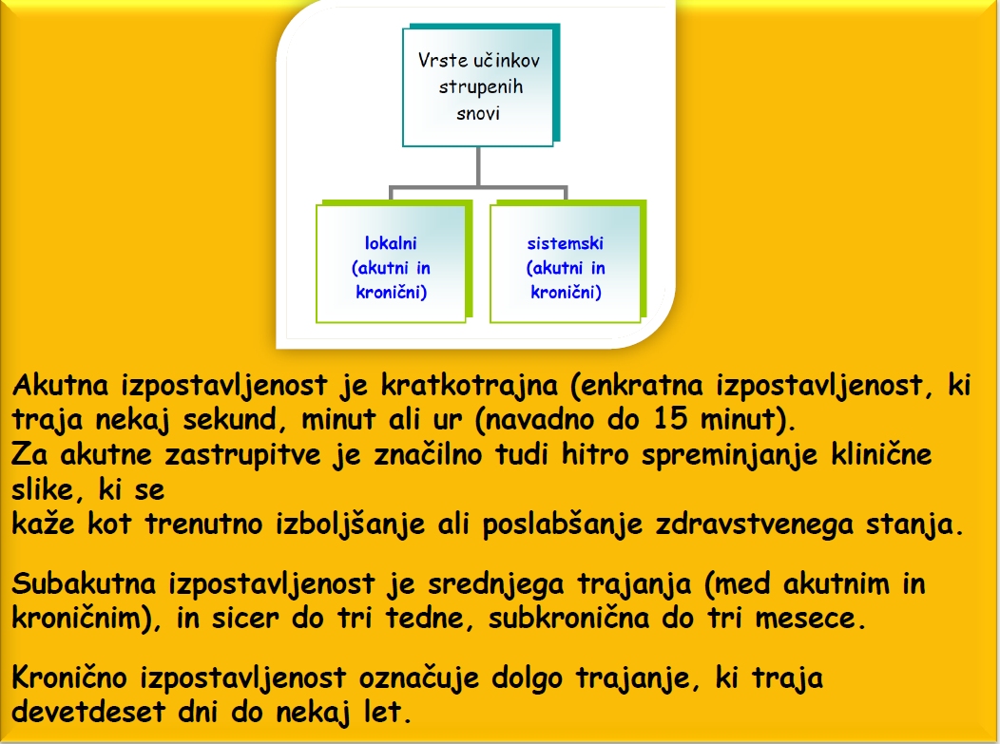 Vrste učinkov
strupenih
snovi
lokalni
(akutni in
kronični)
sistemski
(akutni in
kronični)
Akutna izpostavljenost je kratkotrajna (enkratna izpostavljenost, ki
traja nekaj sekund, minut ali ur (navadno do 15 minut).
Za akutne zastrupitve je značilno tudi hitro spreminjanje klinične
slike, ki se
kaže kot trenutno izboljšanje ali poslabšanje zdravstvenega stanja.
Subakutna izpostavljenost je srednjega trajanja (med akutnim in
kroničnim), in sicer do tri tedne, subkronična do tri mesece.
Kronično izpostavljenost označuje dolgo trajanje, ki traja
devetdeset dni do nekaj let.